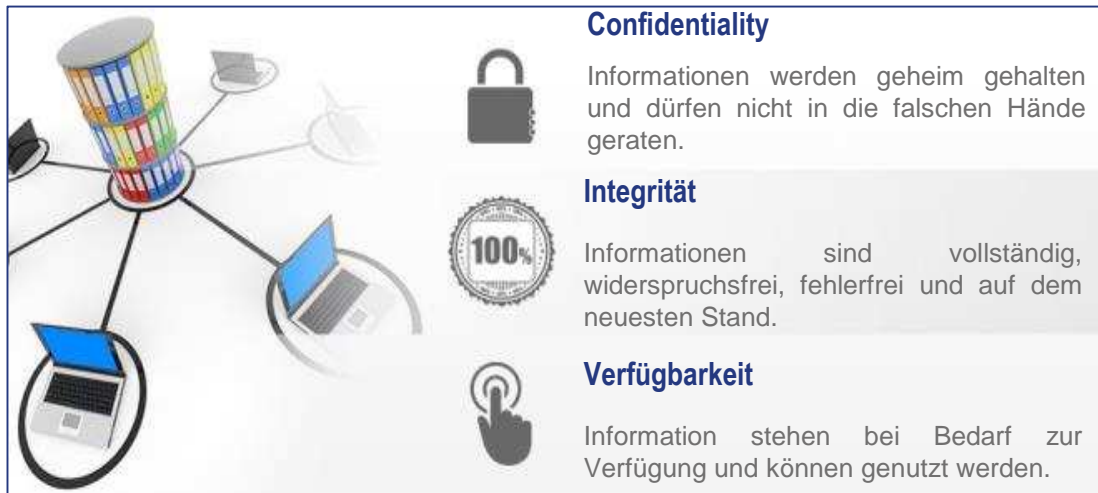 Confidentiality
Informationen werden geheim gehalten
und dürfen nicht in die falschen Hände
geraten.
100%
Integrität
Informationen sind vollständig,
widerspruchsfrei, fehlerfrei und auf dem
neuesten Stand.
Verfügbarkeit
Information stehen bei Bedarf zur
Verfügung und können genutzt werden.